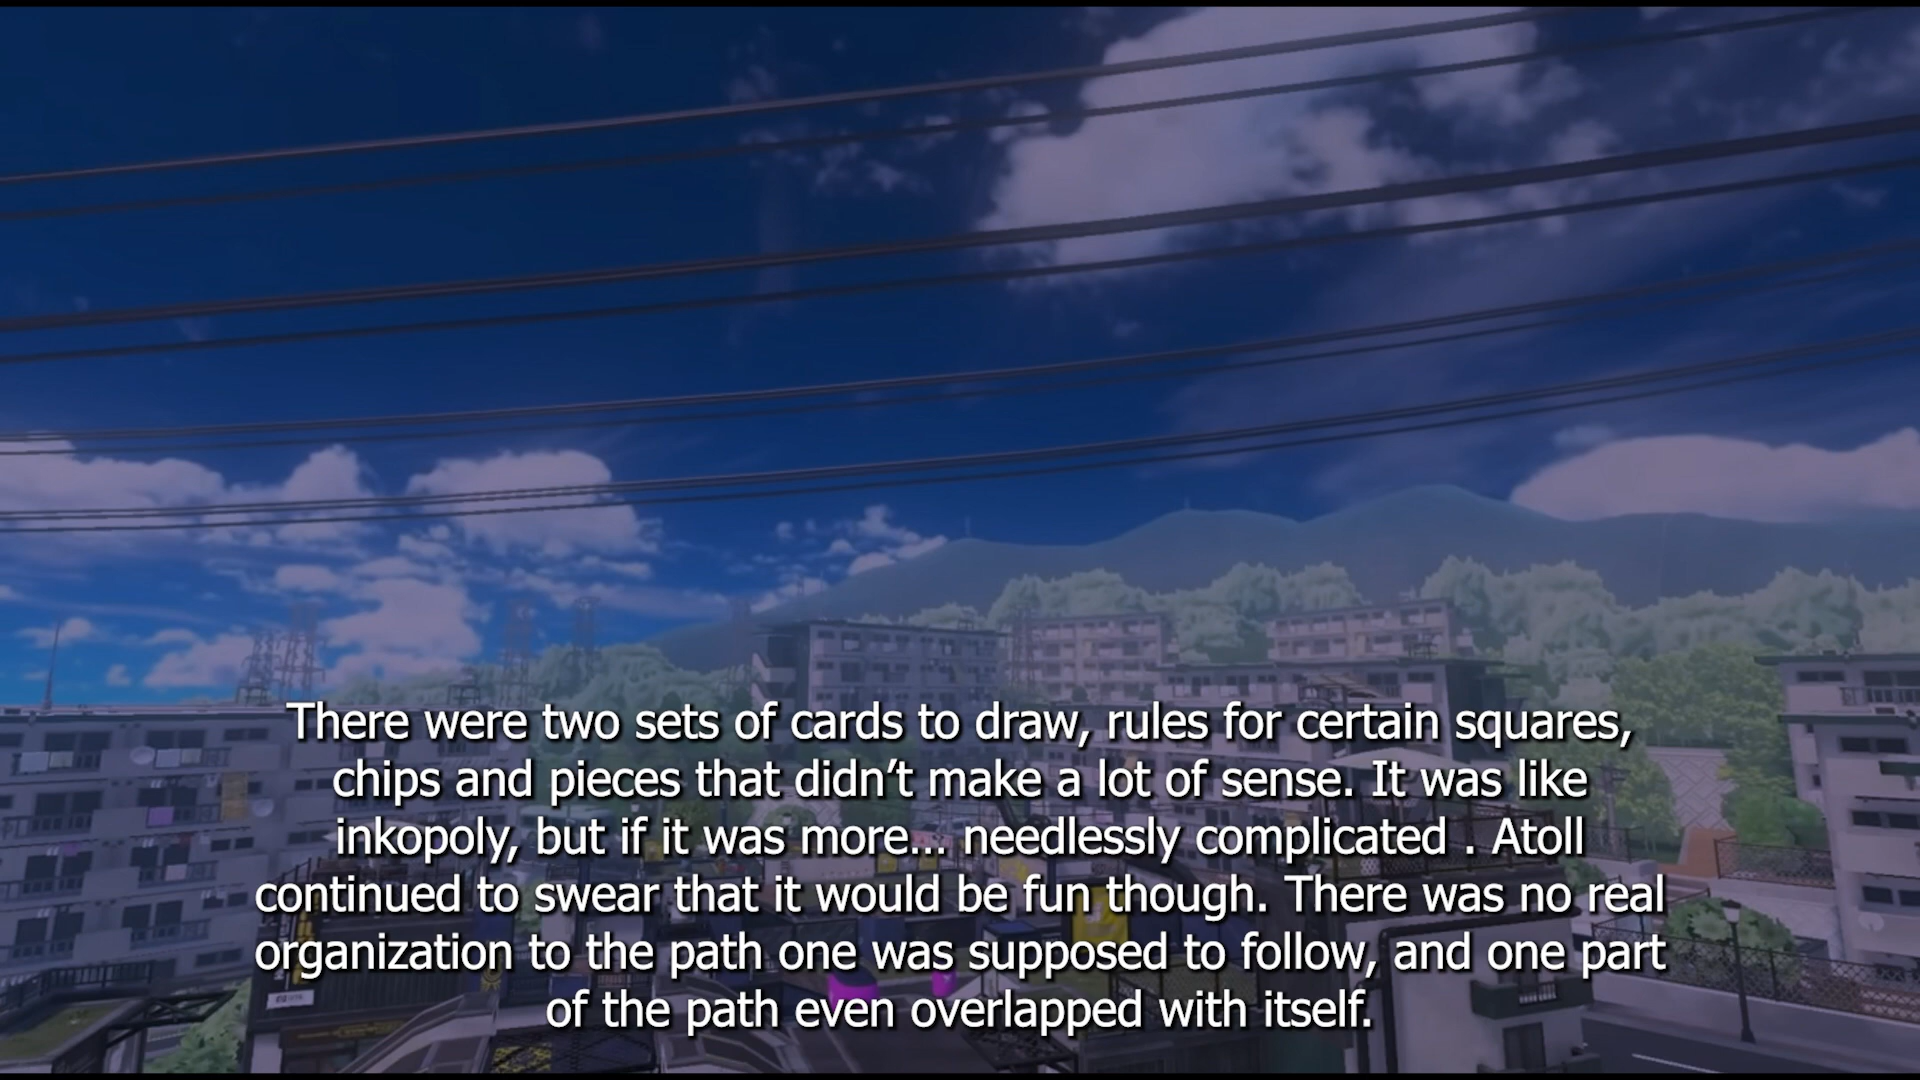 There were two sets of cards to draw, rules for certain squares,
chips and pieces that didn’t make a lot of sense. It was like
inkopoly, but if it was more... needlessly complicated . Atoll
continued to swear that it would be fun though. There was no real
organization to the path one was supposed to follow, and one part
of the path even overlapped with itself.